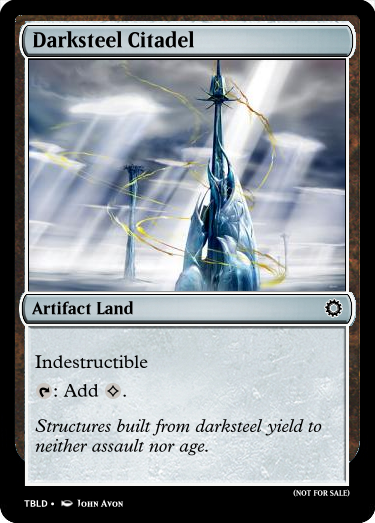 Darksteel Citadel
Artifact Land
Indestructible
: Add .
Structures built from darksteel yield to
neither assault nor age.
(NOT FOR SALE)
TBLD • John Avon